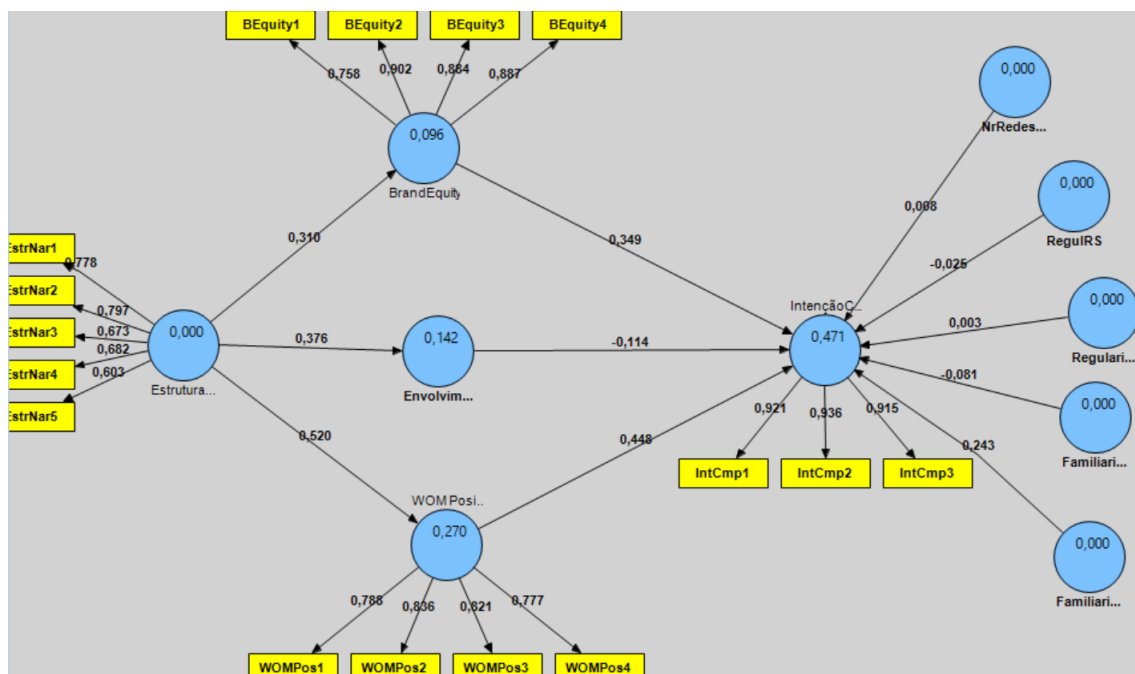 BEquity1 BEquity2 BEquity3 BEquity4
0,758 0,902 0,884 0,887
0,096
BrandEquity
0,000
NrRedes...
0,008
0,000
RegulRS
-0,025
0,310
0,349
EstrNar1
0,778
EstrNar2
0,797
EstrNar3
0,673
EstrNar4
0,682
EstrNar5
0,603
0,000
Estrutura...
0,376
0,142
Envolvim...
-0,114
IntençãoC...
0,471
0,003
0,000
Regulari...
-0,081
0,000
Familiari...
0,921 0,936 0,915
IntCmp1 IntCmp2 IntCmp3
0,243
0,000
Familiari...
0,520
0,448
WOMPosi..
0,270
0,788 0,836 0,821 0,777
WOMPos1 WOMPos2 WOMPos3 WOMPos4